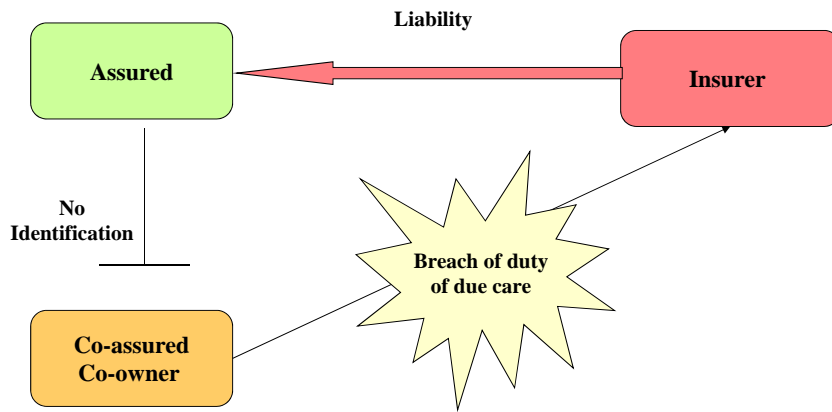 Liability
Assured
Insurer
No
Identification
Breach of duty
of due care
Co-assured
Co-owner